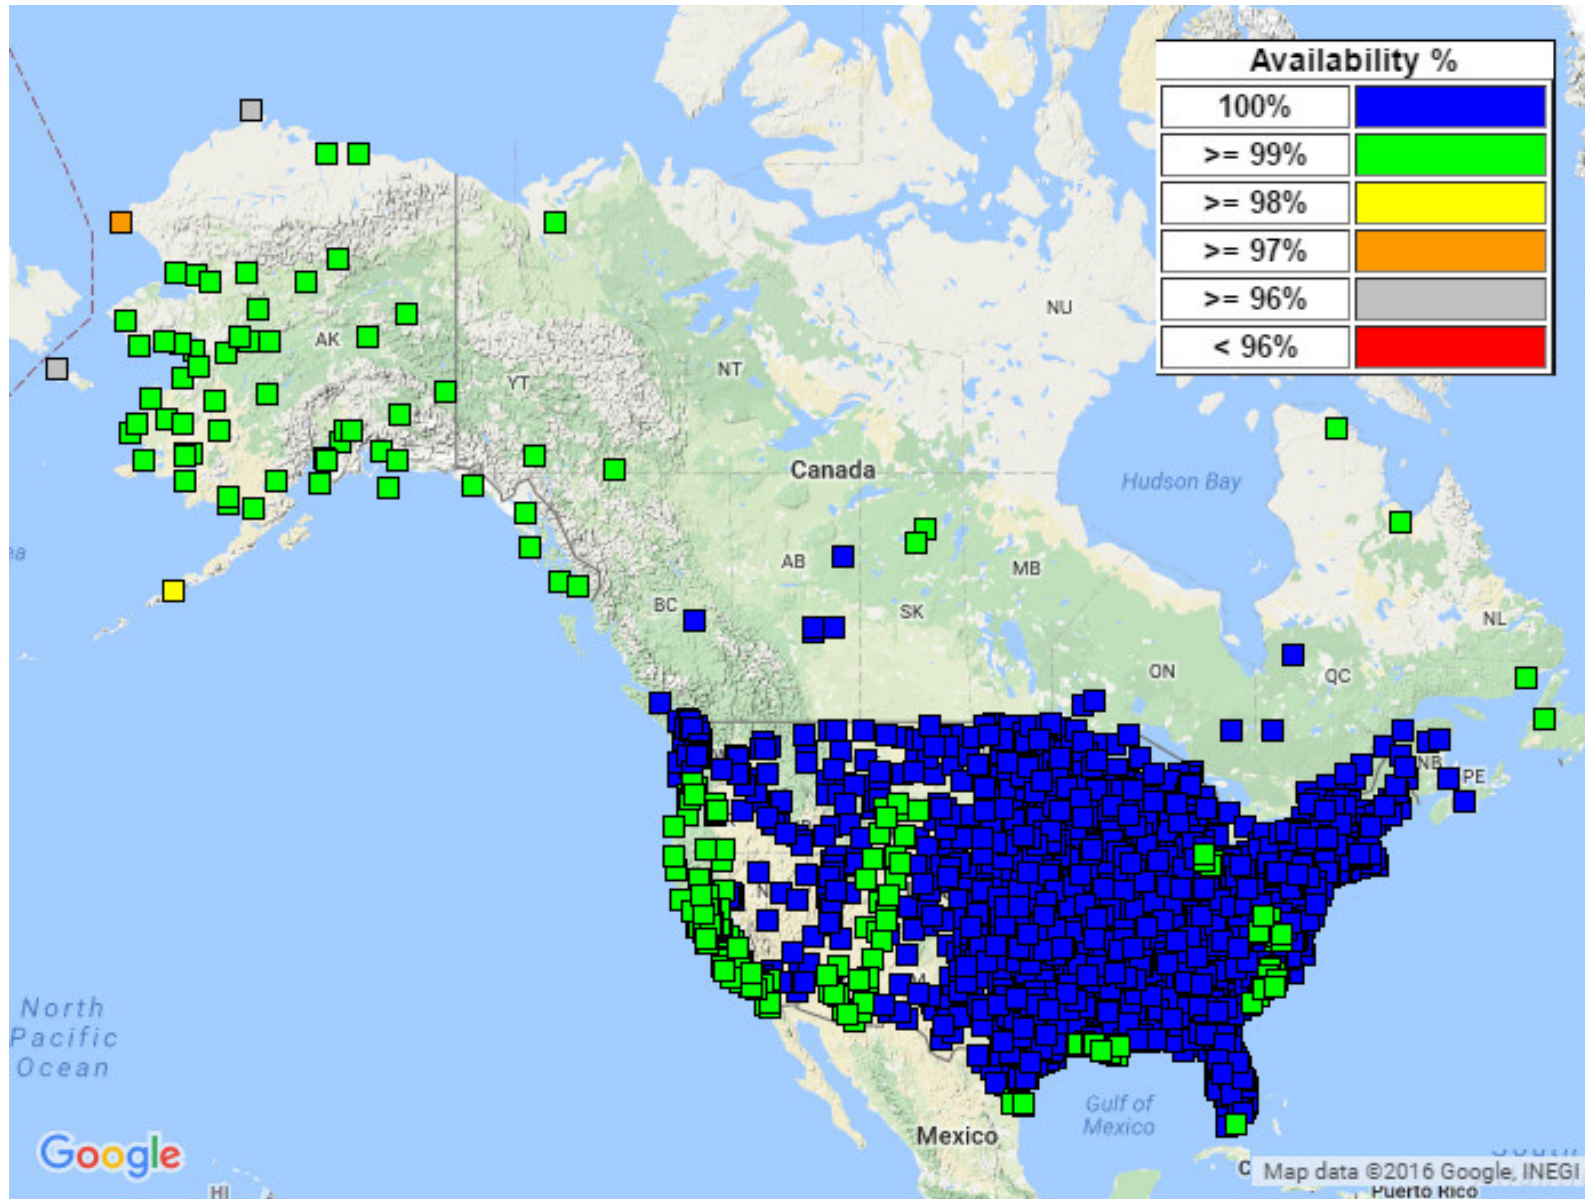 Availability %
100%
>= 99%
>= 98%
>= 97%
>= 96%
< 96%
NU
AK
YT
NT
Canada
Hudson Bay
AB
MB
BC
SK
NL
ON
QC
NB
PE
North
Pacific
Ocean
Gulf of
Mexico
Mexico
Google
Map data ©2016 Google, INEGI
HI
Puerto Rico